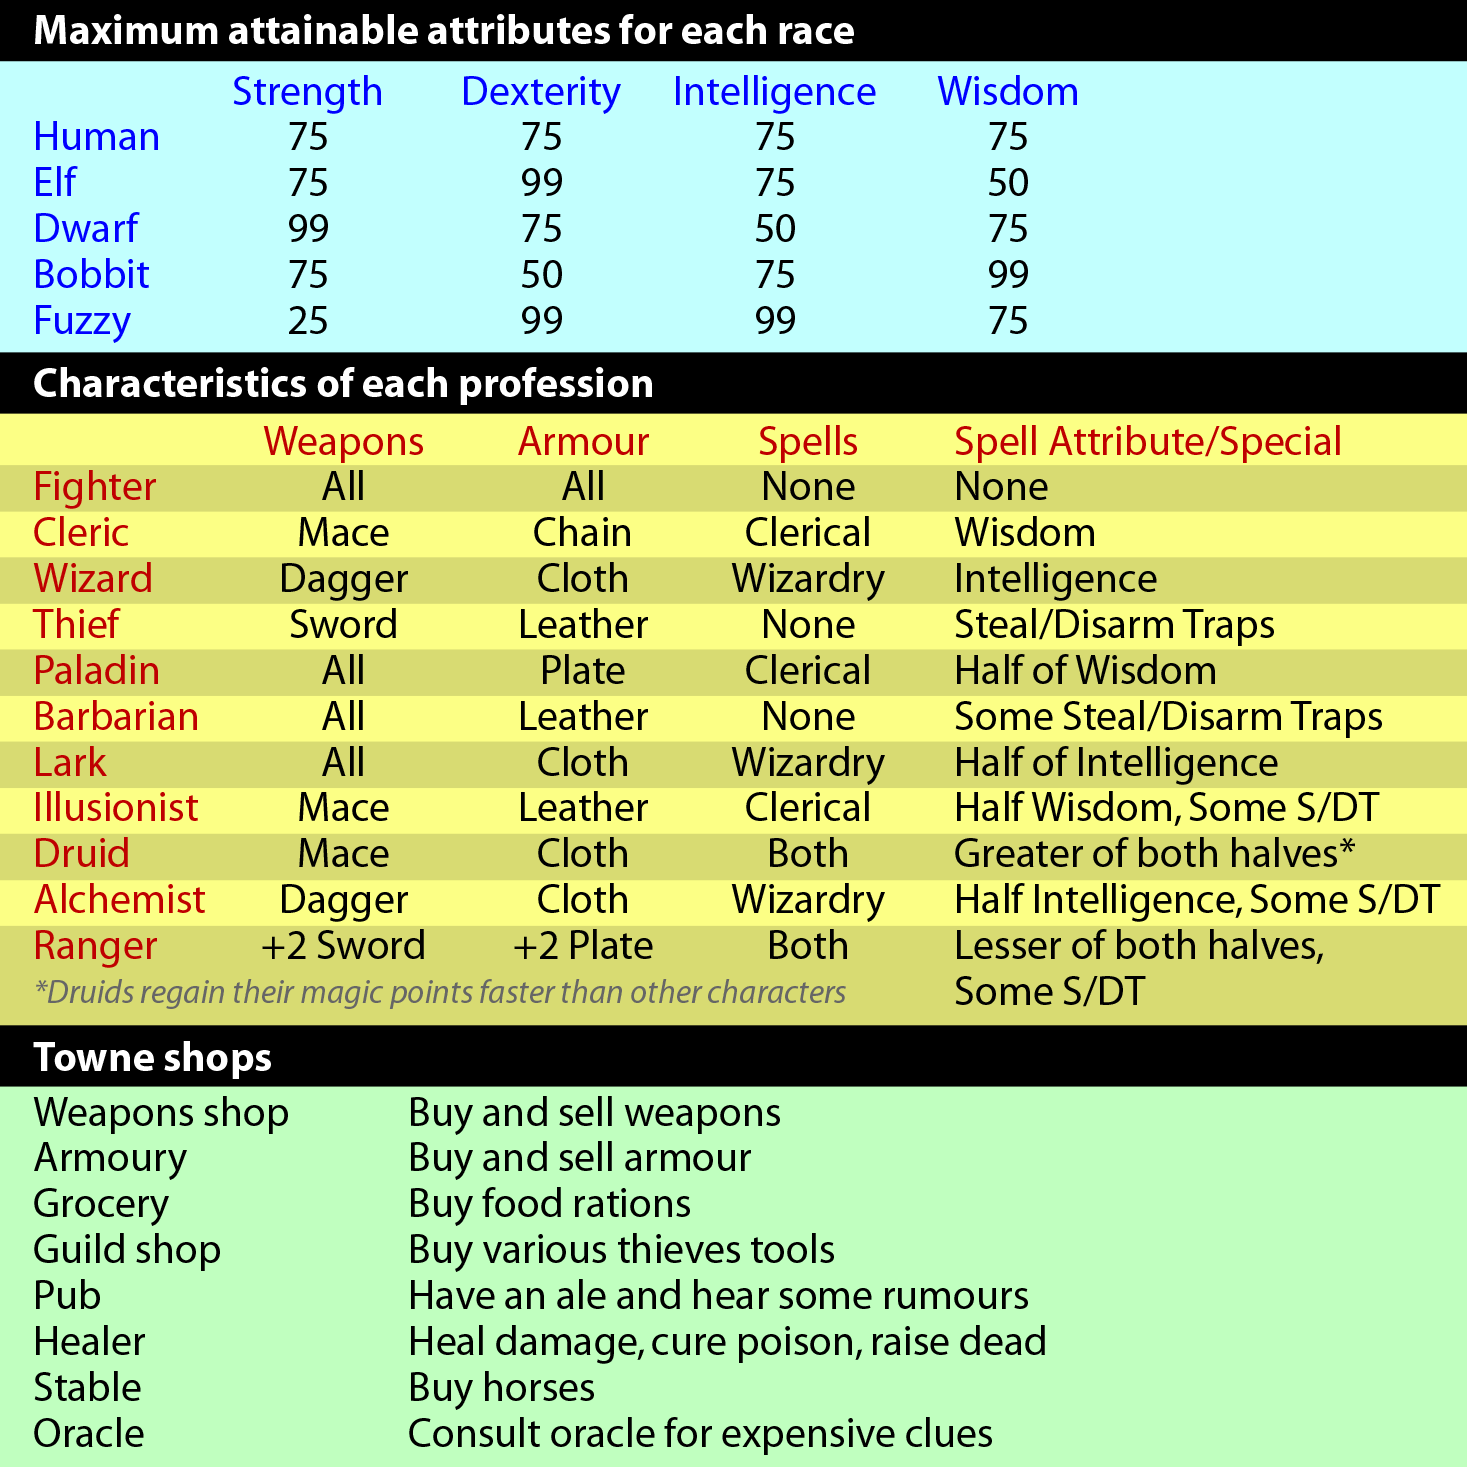 Maximum attainable attributes for each race
Strength Dexterity Intelligence Wisdom
Human 75 75 75 75
Elf 75 99 75 50
Dwarf 99 75 50 75
Bobbit 75 50 75 99
Fuzzy 25 99 99 75
Characteristics of each profession
Weapons Armour Spells Spell Attribute/Special
Fighter All All None None
Cleric Mace Chain Clerical Wisdom
Wizard Dagger Cloth Wizardry Intelligence
Thief Sword Leather None Steal/Disarm Traps
Paladin All Plate Clerical Half of Wisdom
Barbarian All Leather None Some Steal/Disarm Traps
Lark All Cloth Wizardry Half of Intelligence
Illusionist Mace Leather Clerical Half Wisdom, Some S/DT
Druid Mace Cloth Both Greater of both halves*
Alchemist Dagger Cloth Wizardry Half Intelligence, Some S/DT
Ranger +2 Sword +2 Plate Both Lesser of both halves,
*Druids regain their magic points faster than other characters Some S/DT
Towne shops
Weapons shop Buy and sell weapons
Armoury Buy and sell armour
Grocery Buy food rations
Guild shop Buy various thieves tools
Pub Have an ale and hear some rumours
Healer Heal damage, cure poison, raise dead
Stable Buy horses
Oracle Consult oracle for expensive clues